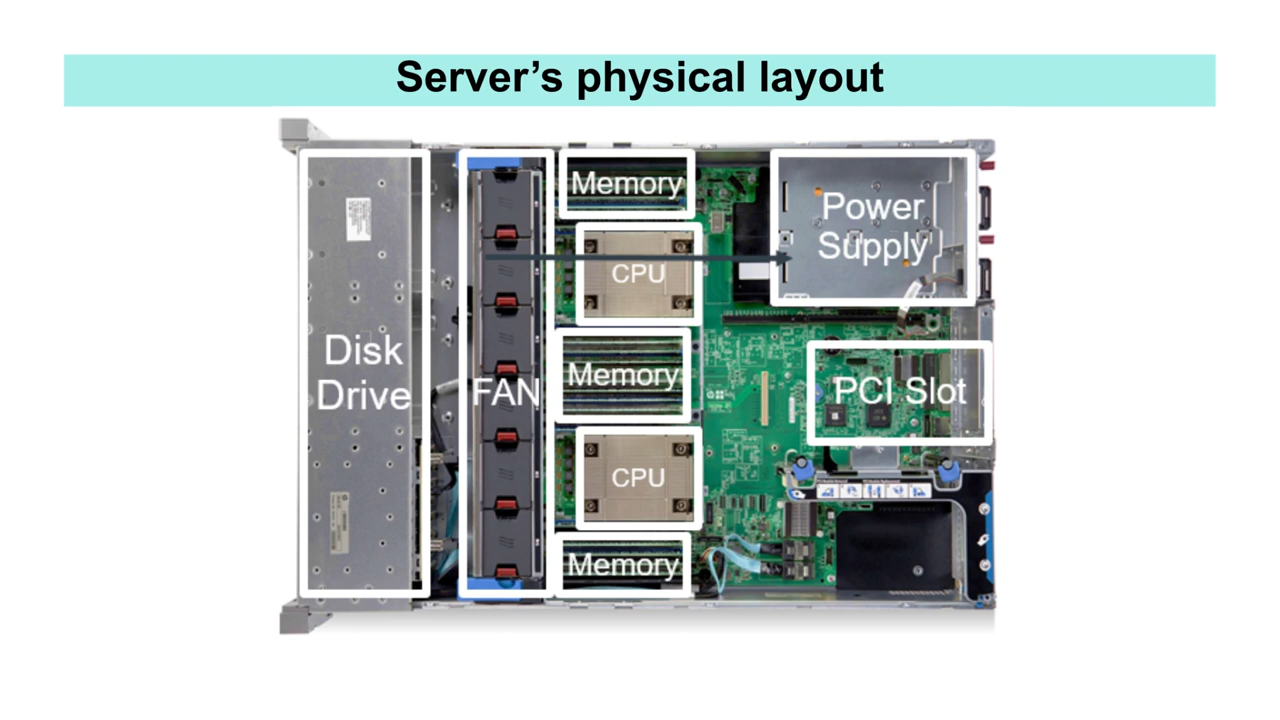 Server’s physical layout
Memory
Power
Supply
CPU
Disk
Drive
FAN
Memory
PCI Slot
CPU
Memory